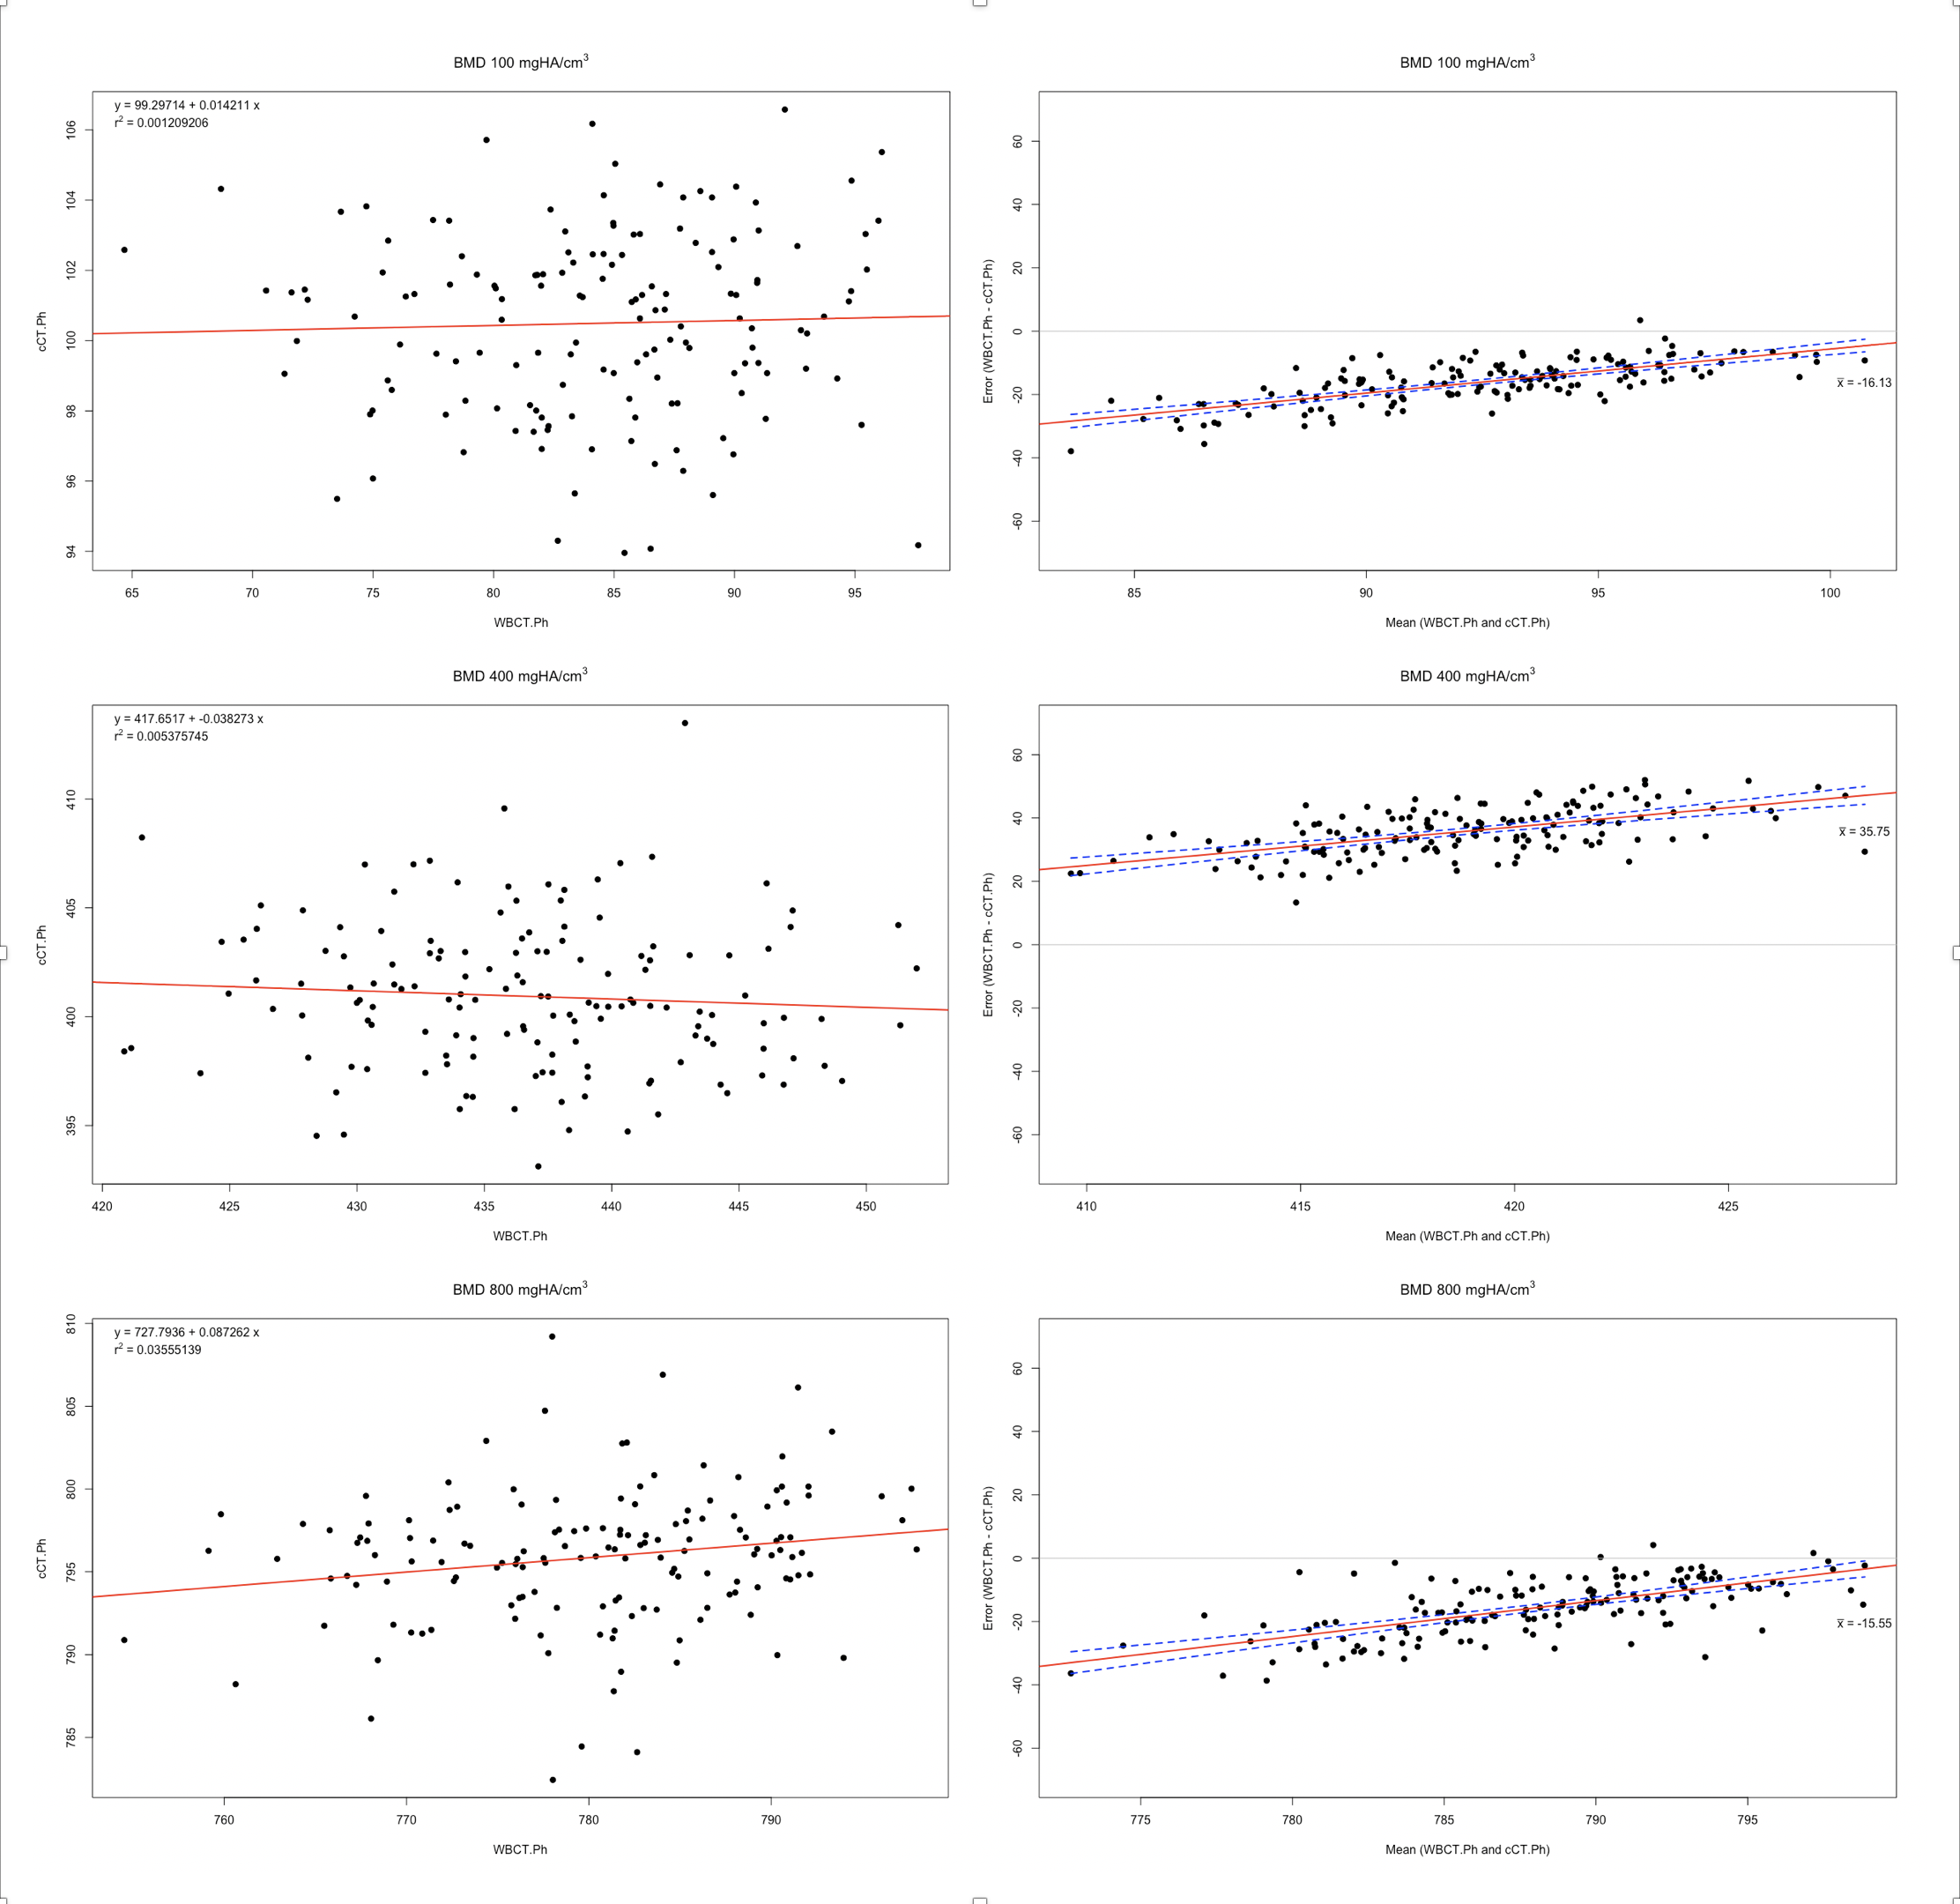 BMD 100 mgHA/cm³
y = 99.29714 + 0.014211 x
r² = 0.001209206
cCT.Ph
94 96 98 100 102 104 106
65 70 75 80 85 90 95
WBCT.Ph
BMD 100 mgHA/cm³
Error (WBCT.Ph - cCT.Ph)
-60 -40 -20 0 20 40 60
x̅ = -16.13
85 90 95 100
Mean (WBCT.Ph and cCT.Ph)
BMD 400 mgHA/cm³
y = 417.6517 + -0.038273 x
r² = 0.005375745
cCT.Ph
395 400 405 410
420 425 430 435 440 445 450
WBCT.Ph
BMD 400 mgHA/cm³
Error (WBCT.Ph - cCT.Ph)
-60 -40 -20 0 20 40 60
x̅ = 35.75
410 415 420 425
Mean (WBCT.Ph and cCT.Ph)
BMD 800 mgHA/cm³
y = 727.7936 + 0.087262 x
r² = 0.03555139
cCT.Ph
785 790 795 800 805 810
760 770 780 790
WBCT.Ph
BMD 800 mgHA/cm³
Error (WBCT.Ph - cCT.Ph)
-60 -40 -20 0 20 40 60
x̅ = -15.55
775 780 785 790 795
Mean (WBCT.Ph and cCT.Ph)